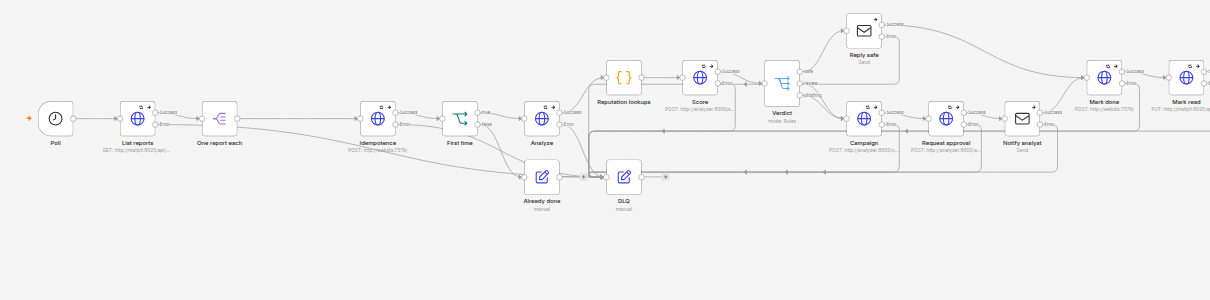 Success
Error
Reply safe
Send
Success
Error
Reputation lookups
Success
Error
Score
POST: http://analyzer:8000/s...
safe
review
phishing
Verdict
mode: Rules
Success
Error
Mark done
POST: http://webdis:7379/
Mark read
Poll
Success
Error
List reports
GET: http://mailpit:8025/api/...
One report each
Success
Error
Idempotence
POST: http://webdis:7379/
true
false
First time
Success
Error
Analyze
Success
Error
Campaign
POST: http://analyzer:8000/c...
Success
Error
Request approval
POST: http://analyzer:8000/a...
Success
Error
Notify analyst
Send
Already done
manual
DLQ
manual